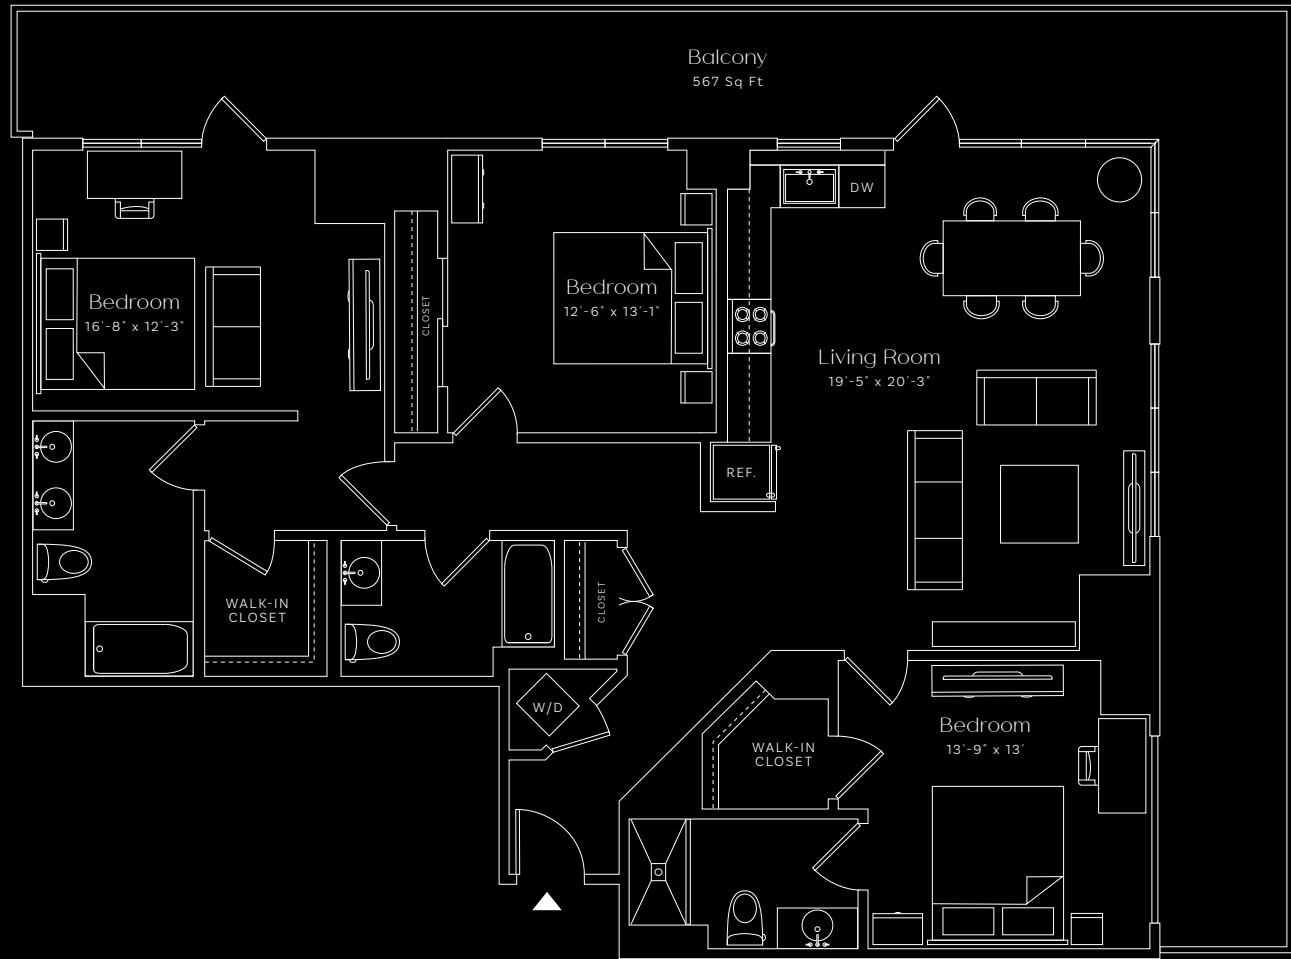 Balcony
567 Sq Ft
DW
Bedroom
16'-8" x 12'-3"
CLOSET
Bedroom
12'-6" x 13'-1"
Living Room
19'-5" x 20'-3"
REF.
WALK-IN
CLOSET
CLOSET
W/D
WALK-IN
CLOSET
Bedroom
13'-9" x 13'